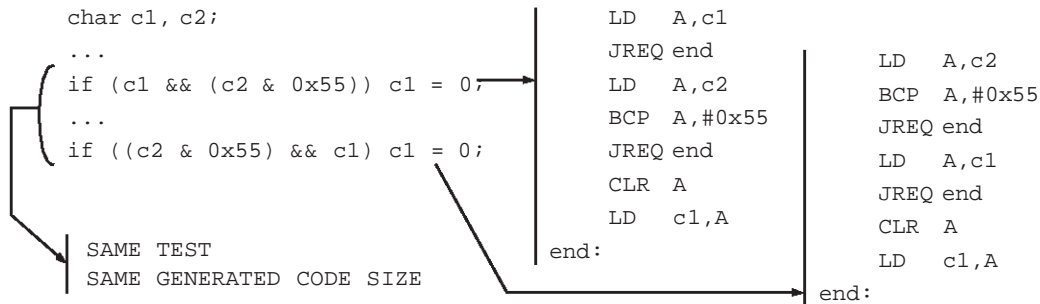 char c1, c2;
...
if (c1 && (c2 & 0x55)) c1 = 0;
...
if ((c2 & 0x55) && c1) c1 = 0;
SAME TEST
SAME GENERATED CODE SIZE
LD A,c1
JREQ end
LD A,c2
BCP A,#0x55
JREQ end
CLR A
LD c1,A
end:
LD A,c2
BCP A,#0x55
JREQ end
LD A,c1
JREQ end
CLR A
LD c1,A
end: